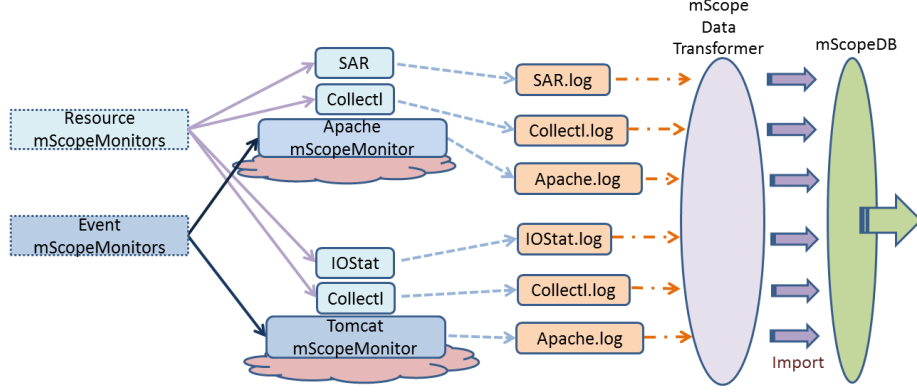 mScope
Data
Transformer
mScopeDB
SAR
SAR.log
Collectl
Collectl.log
Resource
mScopeMonitors
Apache
mScopeMonitor
Apache.log
Event
mScopeMonitors
IOStat
IOStat.log
Collectl
Collectl.log
Tomcat
mScopeMonitor
Apache.log
Import